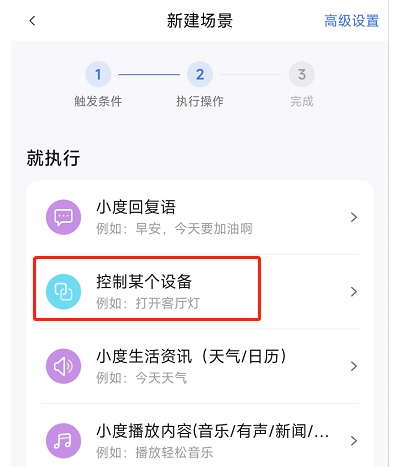 新建场景
高级设置
1
2
3
触发条件
执行操作
完成
就执行
小度回复语
例如：早安，今天要加油啊
控制某个设备
例如：打开客厅灯
小度生活资讯（天气/日历）
例如：今天天气
小度播放内容(音乐/有声/新闻/...
例如：播放轻松音乐